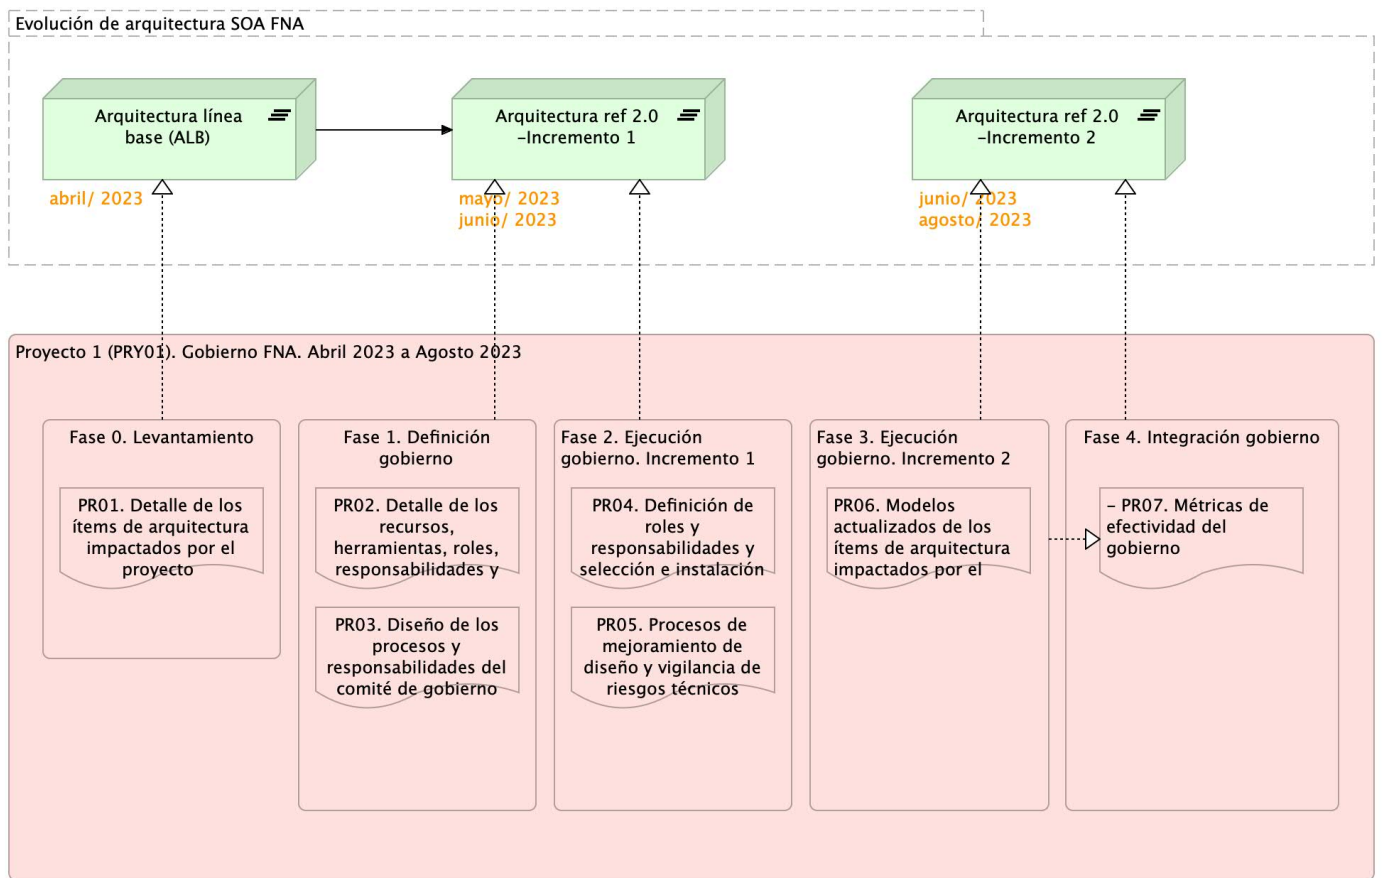 Evolución de arquitectura SOA FNA
Arquitectura línea
base (ALB)
abril/ 2023
Arquitectura ref 2.0
-Incremento 1
mayo/ 2023
junio/ 2023
Arquitectura ref 2.0
-Incremento 2
junio/ 2023
agosto/ 2023
Proyecto 1 (PRY01). Gobierno FNA. Abril 2023 a Agosto 2023
Fase 0. Levantamiento
PR01. Detalle de los
ítems de arquitectura
impactados por el
proyecto
Fase 1. Definición
gobierno
PR02. Detalle de los
recursos,
herramientas, roles,
responsabilidades y
PR03. Diseño de los
procesos y
responsabilidades del
comité de gobierno
Fase 2. Ejecución
gobierno. Incremento 1
PR04. Definición de
roles y
responsabilidades y
selección e instalación
PR05. Procesos de
mejoramiento de
diseño y vigilancia de
riesgos técnicos
Fase 3. Ejecución
gobierno. Incremento 2
PR06. Modelos
actualizados de los
ítems de arquitectura
impactados por el
Fase 4. Integración gobierno
- PR07. Métricas de
efectividad del
gobierno